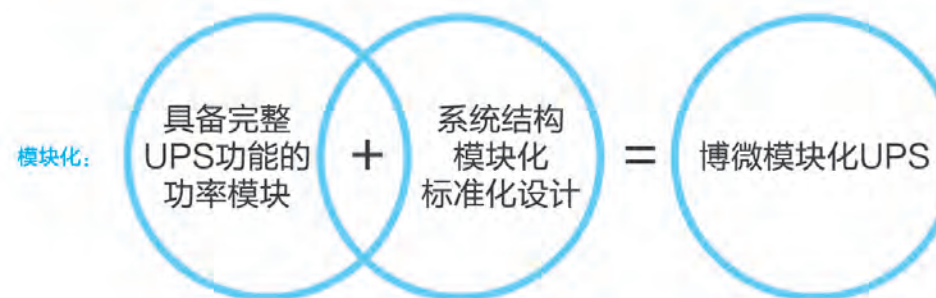 模块化:
具备完整
UPS功能的
功率模块
+
系统结构
模块化
标准化设计
=
博微模块化UPS